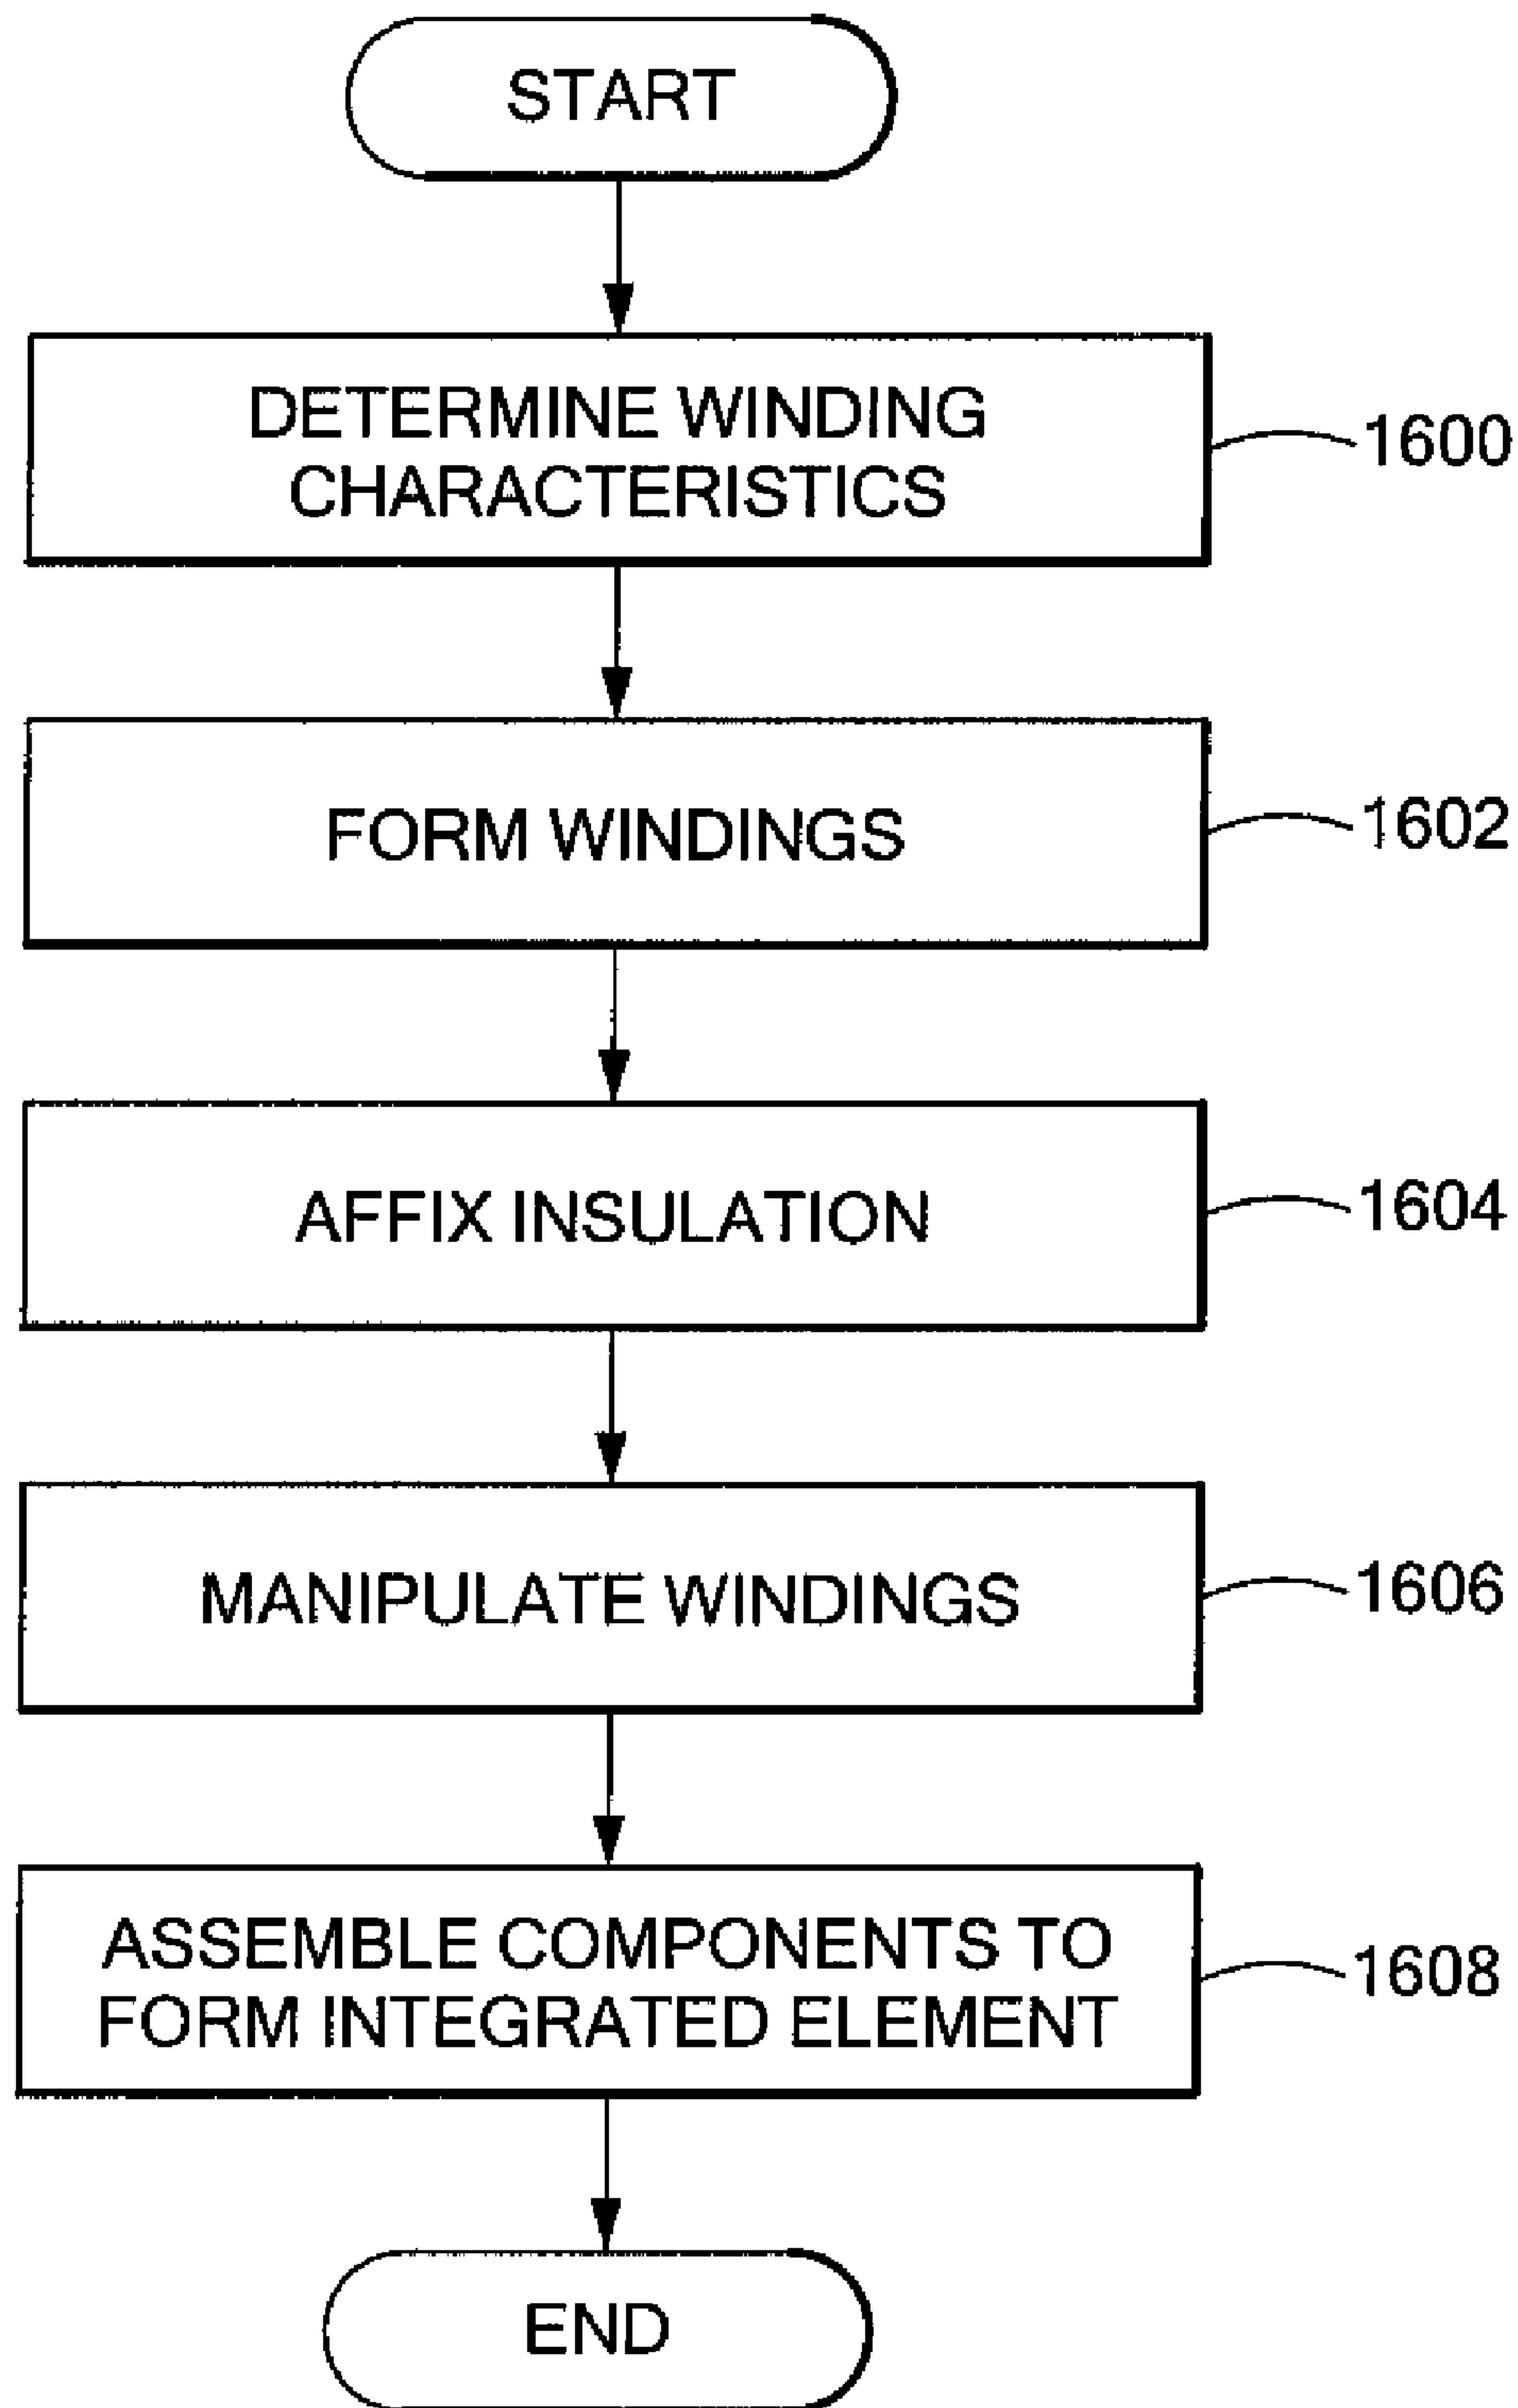 START
DETERMINE WINDING
CHARACTERISTICS
1600
FORM WINDINGS
1602
AFFIX INSULATION
1604
MANIPULATE WINDINGS
1606
ASSEMBLE COMPONENTS TO
FORM INTEGRATED ELEMENT
1608
END